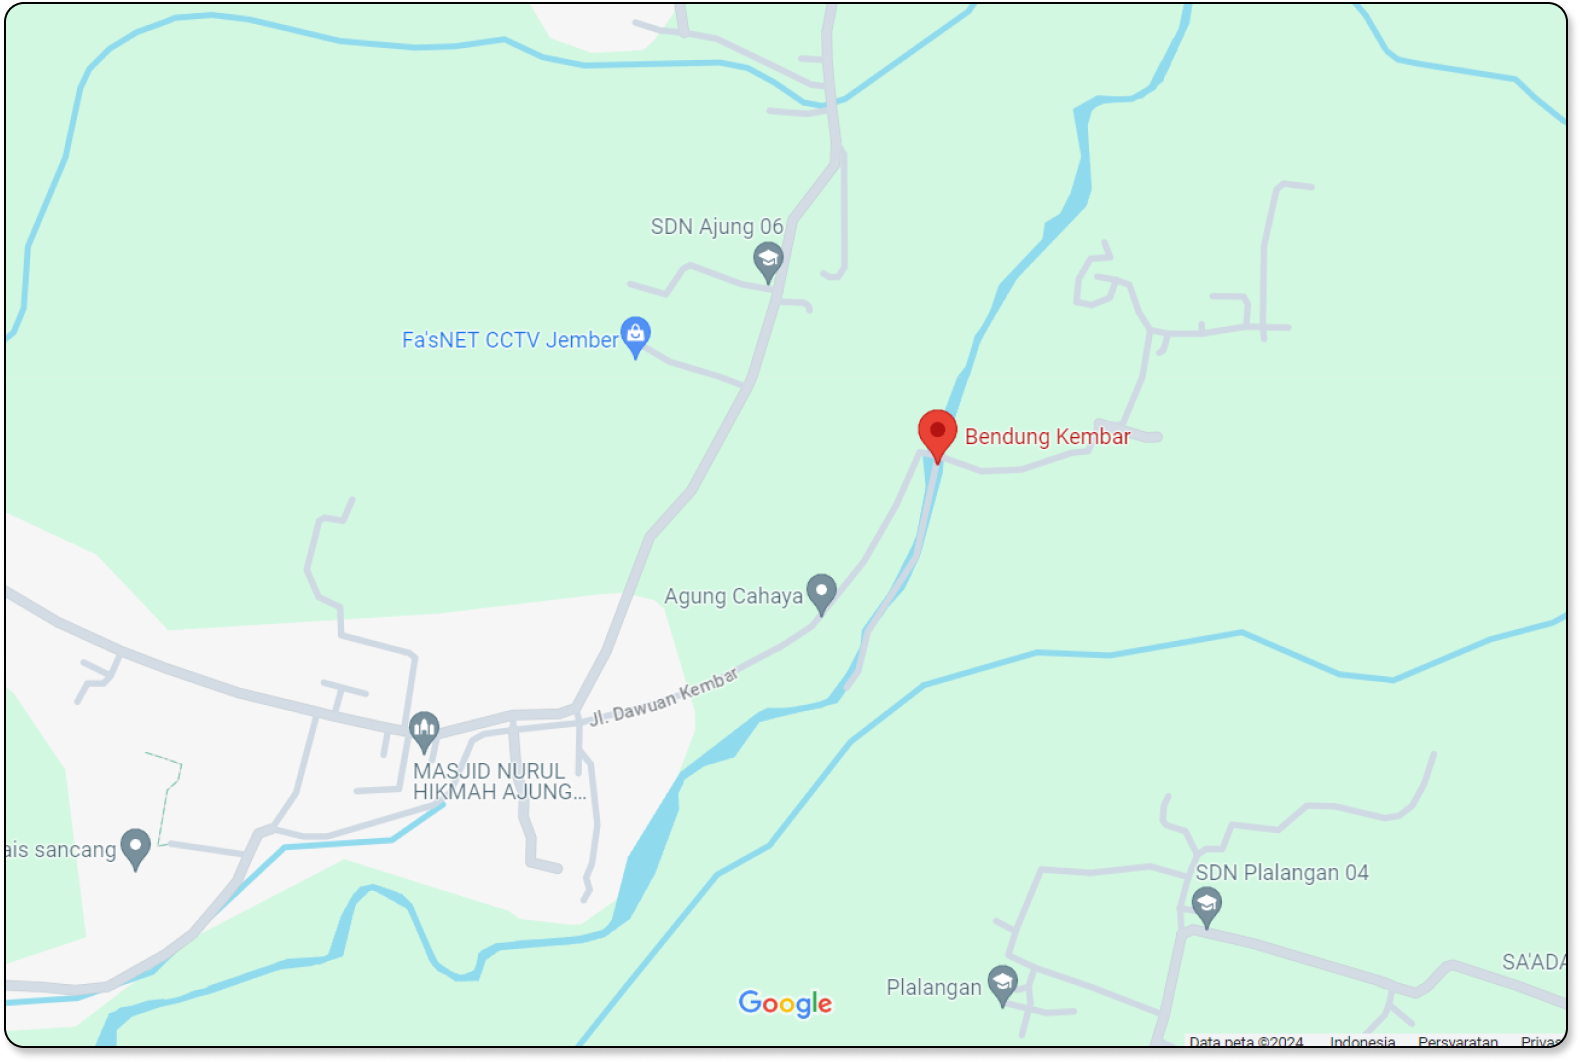 SDN Ajung 06
Fa'sNET CCTV Jember
Bendung Kembar
Agung Cahaya
Jl. Dawuan Kembar
MASJID NURUL
HIKMAH AJUNG...
ais sancang
SDN Plalangan 04
SA'ADA
Plalangan
Google
Data peta ©2024 Indonesia Persyaratan Privas